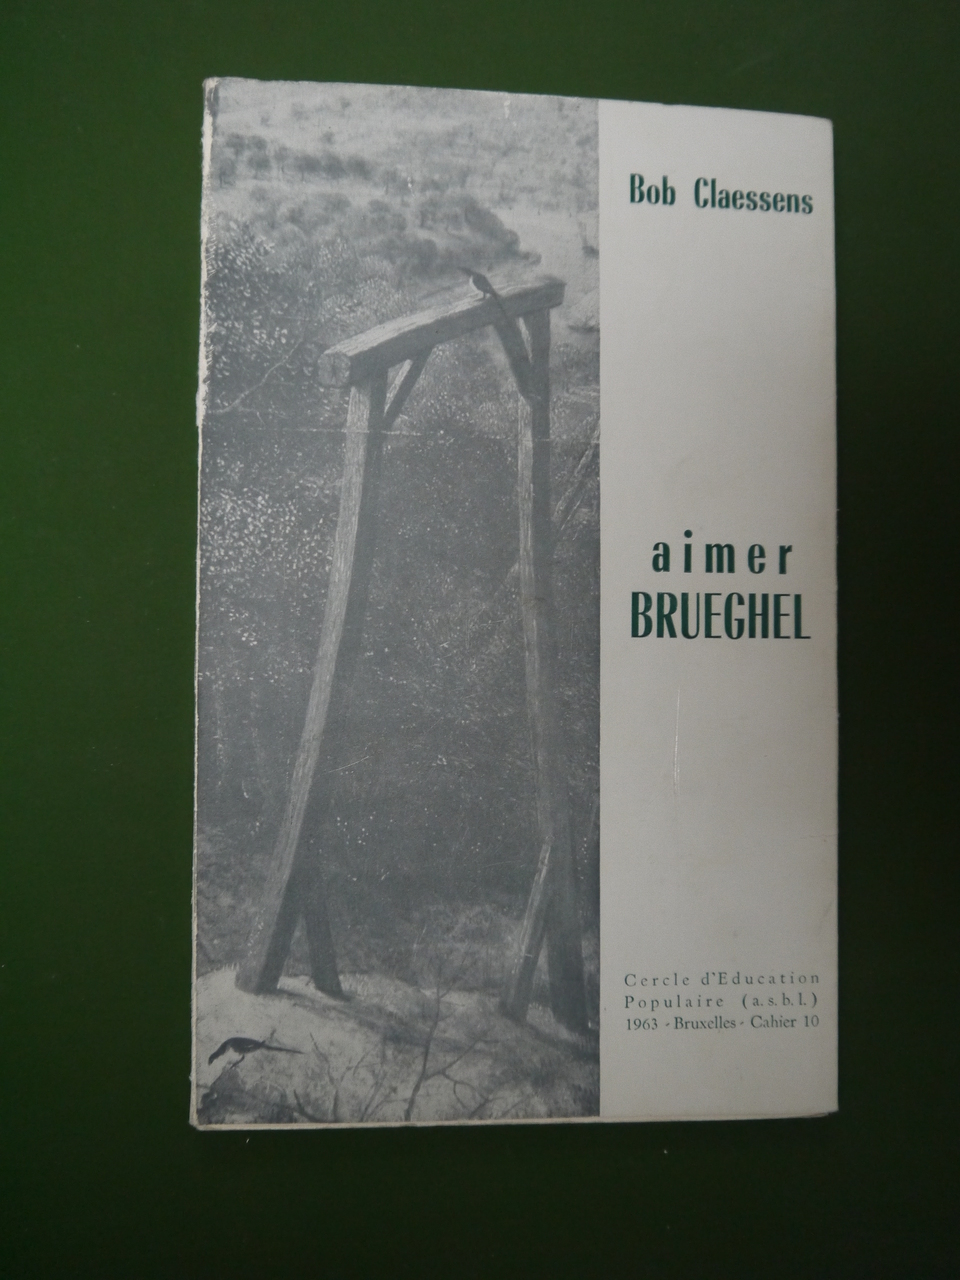 Bob Claessens
aimer
BRUEGHEL
Cercle d'Education
Populaire (a.s.b.l.)
1963 - Bruxelles - Cahier 10